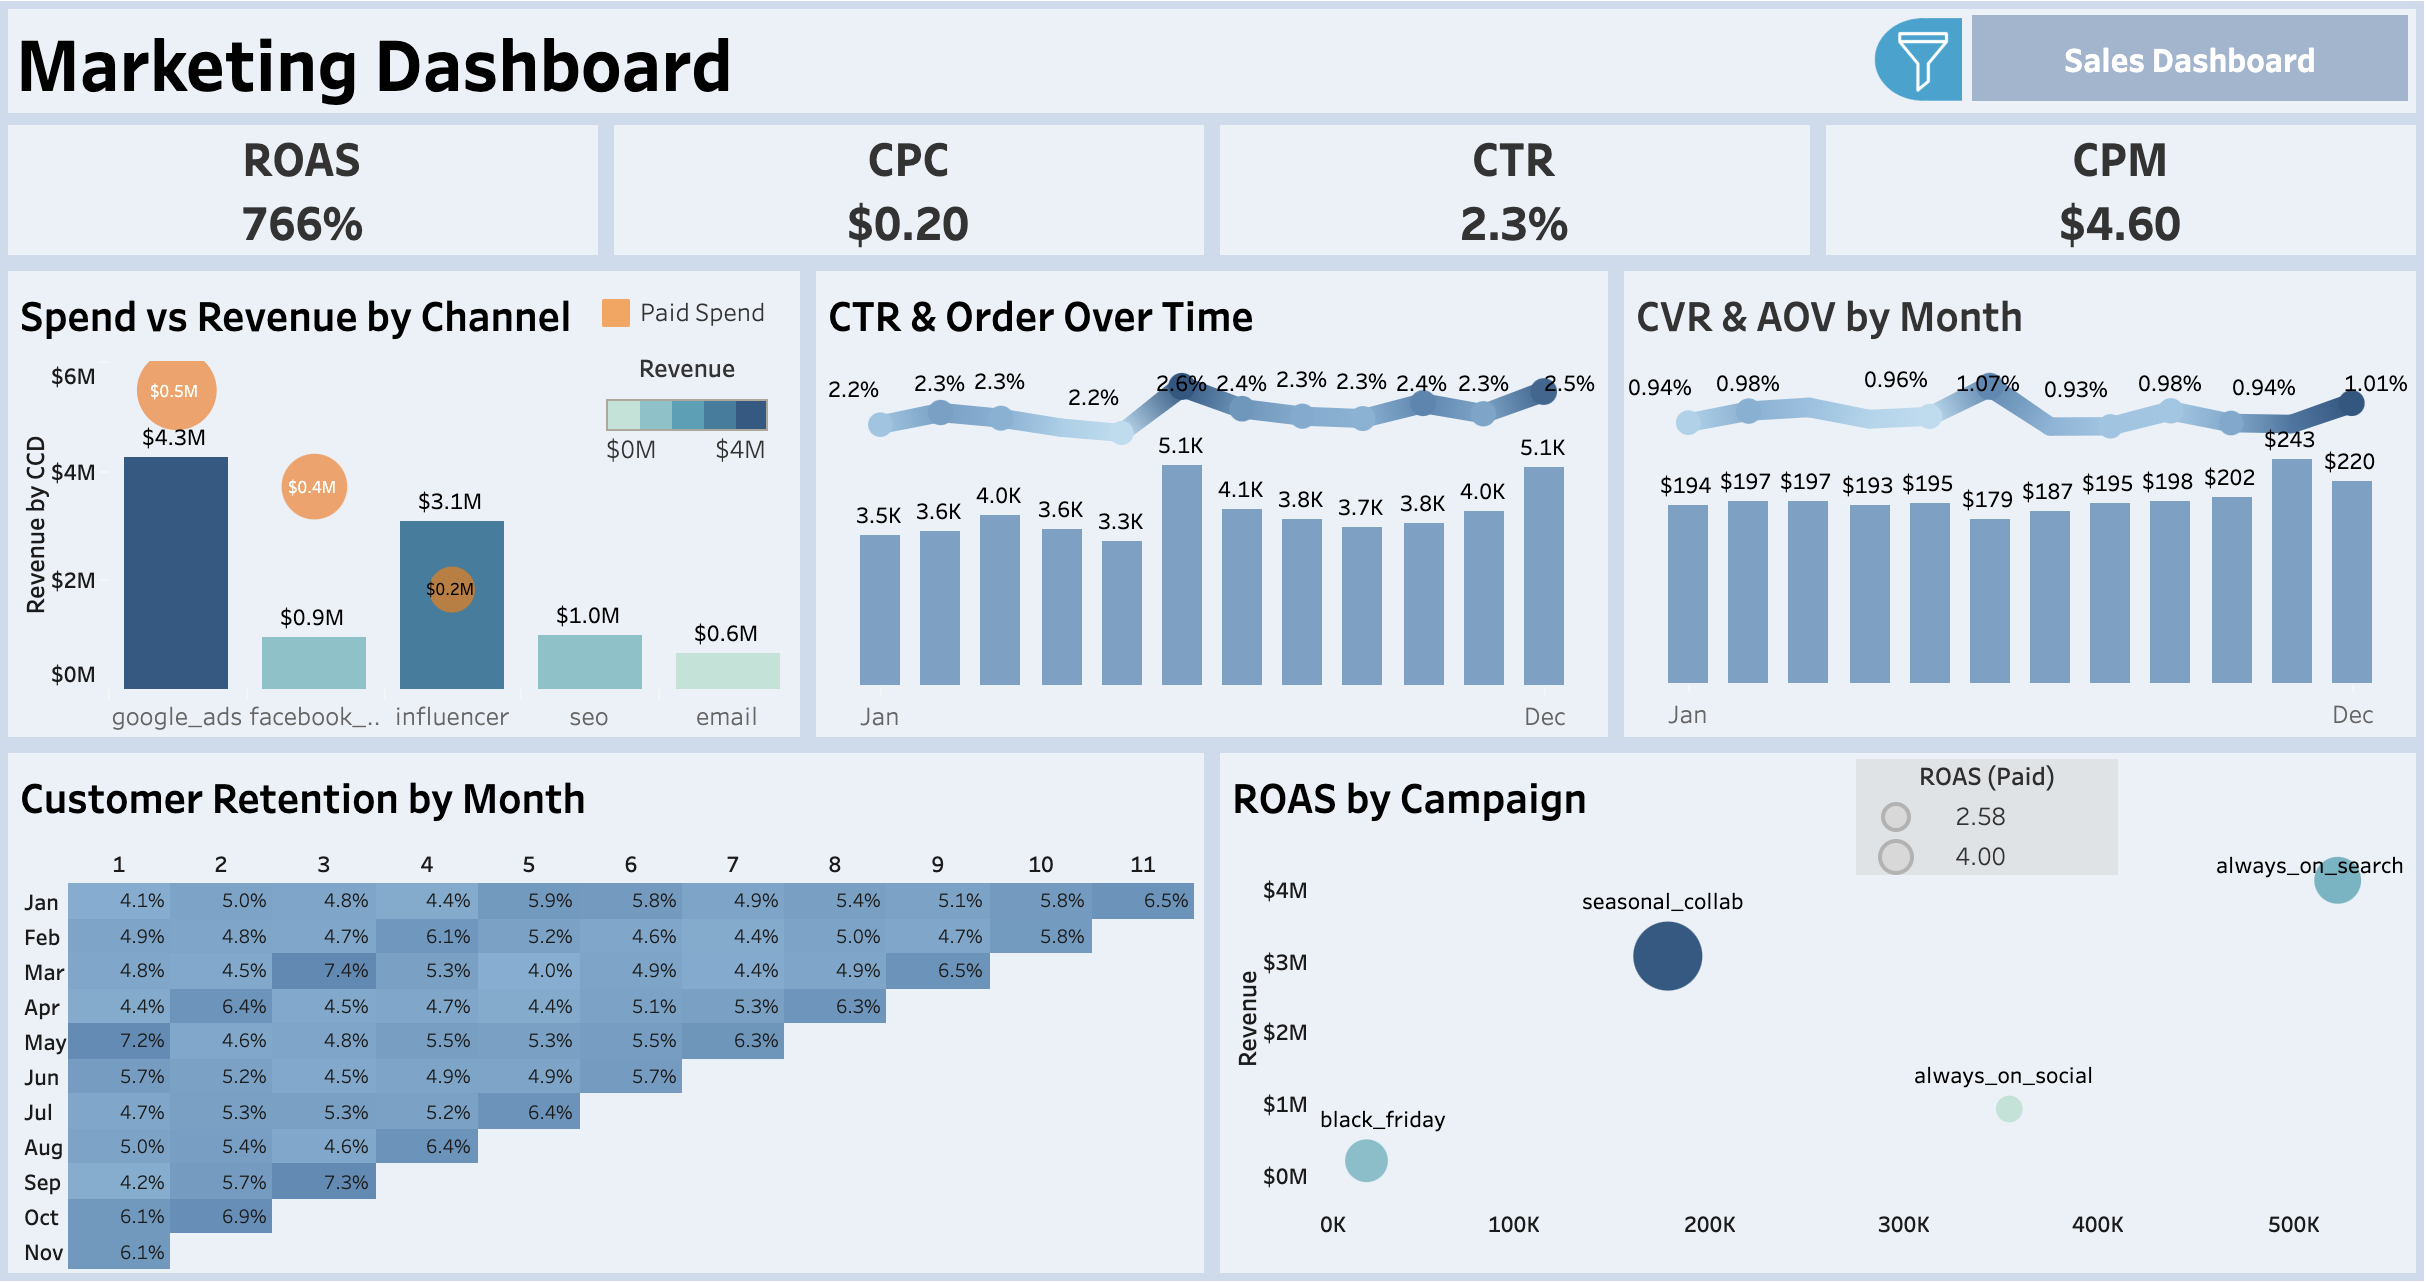 Marketing Dashboard
Sales Dashboard
ROAS
766%
CPC
$0.20
CTR
2.3%
CPM
$4.60
Spend vs Revenue by Channel
Paid Spend
Revenue
$0M $4M
Revenue by CCD
$6M
$4M
$2M
$0M
$0.5M
$4.3M
$0.4M
$0.9M
$3.1M
$0.2M
$1.0M
$0.6M
google_ads facebook_.. influencer seo email
CTR & Order Over Time
2.2% 2.3% 2.3% 2.2% 2.6% 2.4% 2.3% 2.3% 2.4% 2.3% 2.5%
3.5K 3.6K 4.0K 3.6K 3.3K 5.1K 4.1K 3.8K 3.7K 3.8K 4.0K 5.1K
Jan Dec
CVR & AOV by Month
0.94% 0.98% 0.96% 1.07% 0.93% 0.98% 0.94% 1.01%
$194 $197 $197 $193 $195 $179 $187 $195 $198 $202 $243 $220
Jan Dec
Customer Retention by Month
1 2 3 4 5 6 7 8 9 10 11
Jan 4.1% 5.0% 4.8% 4.4% 5.9% 5.8% 4.9% 5.4% 5.1% 5.8% 6.5%
Feb 4.9% 4.8% 4.7% 6.1% 5.2% 4.6% 4.4% 5.0% 4.7% 5.8%
Mar 4.8% 4.5% 7.4% 5.3% 4.0% 4.9% 4.4% 4.9% 6.5%
Apr 4.4% 6.4% 4.5% 4.7% 4.4% 5.1% 5.3% 6.3%
May 7.2% 4.6% 4.8% 5.5% 5.3% 5.5% 6.3%
Jun 5.7% 5.2% 4.5% 4.9% 4.9% 5.7%
Jul 4.7% 5.3% 5.3% 5.2% 6.4%
Aug 5.0% 5.4% 4.6% 6.4%
Sep 4.2% 5.7% 7.3%
Oct 6.1% 6.9%
Nov 6.1%
ROAS by Campaign
ROAS (Paid)
2.58
4.00
always_on_search
seasonal_collab
always_on_social
black_friday
Revenue
$4M
$3M
$2M
$1M
$0M
0K 100K 200K 300K 400K 500K